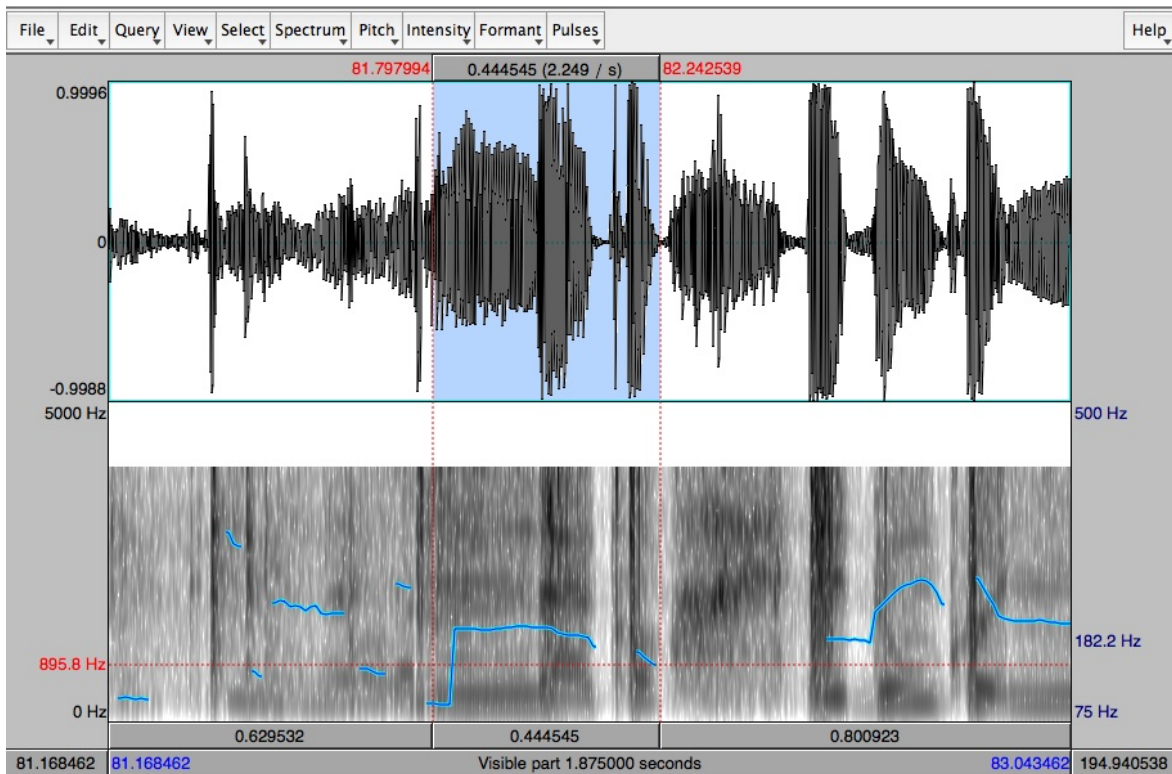 File Edit Query View Select Spectrum Pitch Intensity Formant Pulses Help
81.797994 0.444545 (2.249 / s) 82.242539
0.9996
0
-0.9988
5000 Hz 500 Hz
182.2 Hz
895.8 Hz
0 Hz 75 Hz
0.629532 0.444545 0.800923
81.168462 81.168462 Visible part 1.875000 seconds 83.043462 194.940538